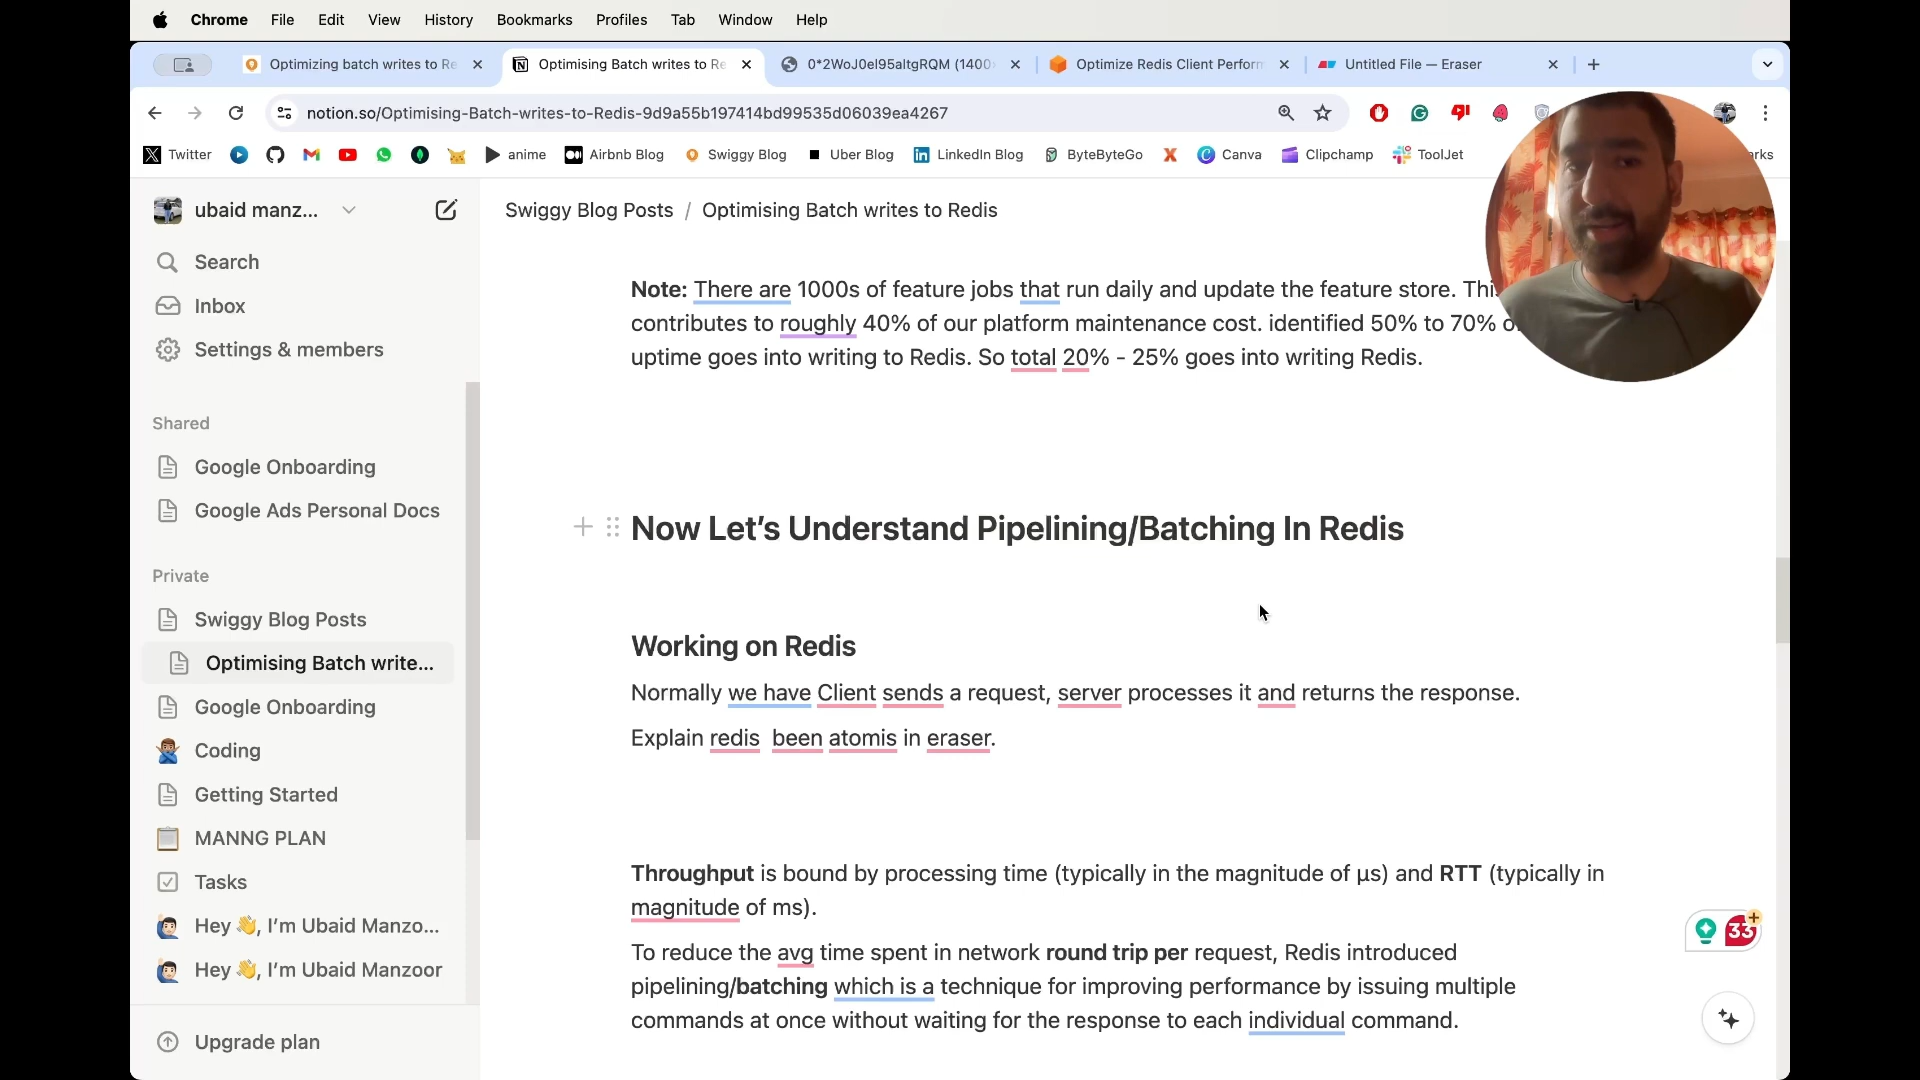 Chrome File Edit View History Bookmarks Profiles Tab Window Help
Optimizing batch writes to Re
Optimising Batch writes to Re
0*2WoJ0el95altgRQM (1400
Optimize Redis Client Perform
Untitled File — Eraser
notion.so/Optimising-Batch-writes-to-Redis-9d9a55b197414bd99535d06039ea4267
Twitter anime Airbnb Blog Swiggy Blog Uber Blog LinkedIn Blog ByteByteGo Canva Clipchamp ToolJet
ubaid manz...
Search
Inbox
Settings & members
Shared
Google Onboarding
Google Ads Personal Docs
Private
Swiggy Blog Posts
Optimising Batch write...
Google Onboarding
Coding
Getting Started
MANNG PLAN
Tasks
Hey 👋, I’m Ubaid Manzo...
Hey 👋, I’m Ubaid Manzoor
Upgrade plan
Swiggy Blog Posts / Optimising Batch writes to Redis
Note: There are 1000s of feature jobs that run daily and update the feature store. This
contributes to roughly 40% of our platform maintenance cost. identified 50% to 70%
uptime goes into writing to Redis. So total 20% - 25% goes into writing Redis.
Now Let’s Understand Pipelining/Batching In Redis
Working on Redis
Normally we have Client sends a request, server processes it and returns the response.
Explain redis been atomis in eraser.
Throughput is bound by processing time (typically in the magnitude of µs) and RTT (typically in
magnitude of ms).
To reduce the avg time spent in network round trip per request, Redis introduced
pipelining/batching which is a technique for improving performance by issuing multiple
commands at once without waiting for the response to each individual command.
33